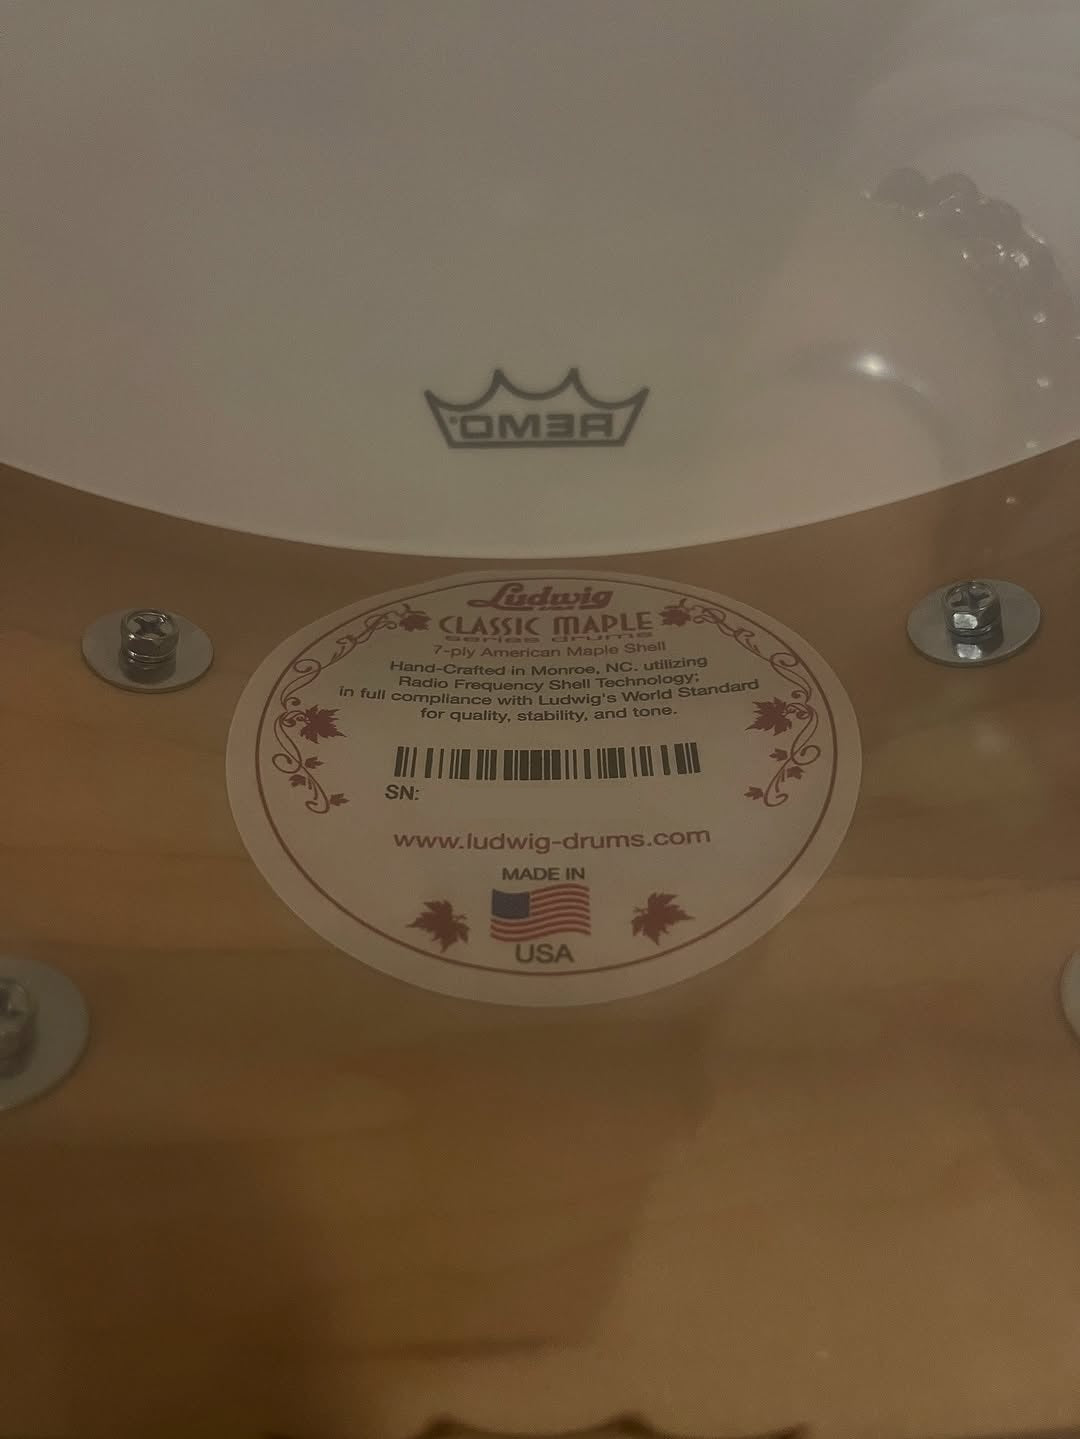 REMO
Ludwig
CLASSIC MAPLE
series drums
7-ply American Maple Shell
Hand-Crafted in Monroe, NC. utilizing
Radio Frequency Shell Technology;
in full compliance with Ludwig's World Standard
for quality, stability, and tone.
SN:
www.ludwig-drums.com
MADE IN
USA